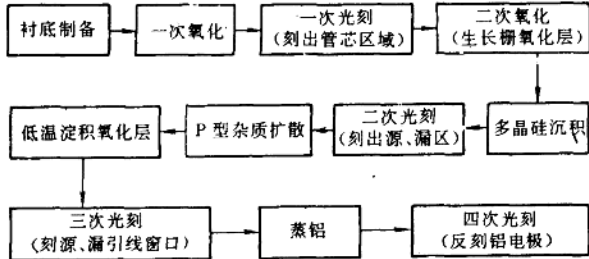 衬底制备
一次氧化
一次光刻
(刻出管芯区域)
二次氧化
(生长栅氧化层)
低温淀积氧化层
P型杂质扩散
二次光刻
(刻出源、漏区)
多晶硅沉积
三次光刻
(刻源、漏引线窗口)
蒸铝
四次光刻
(反刻铝电极)